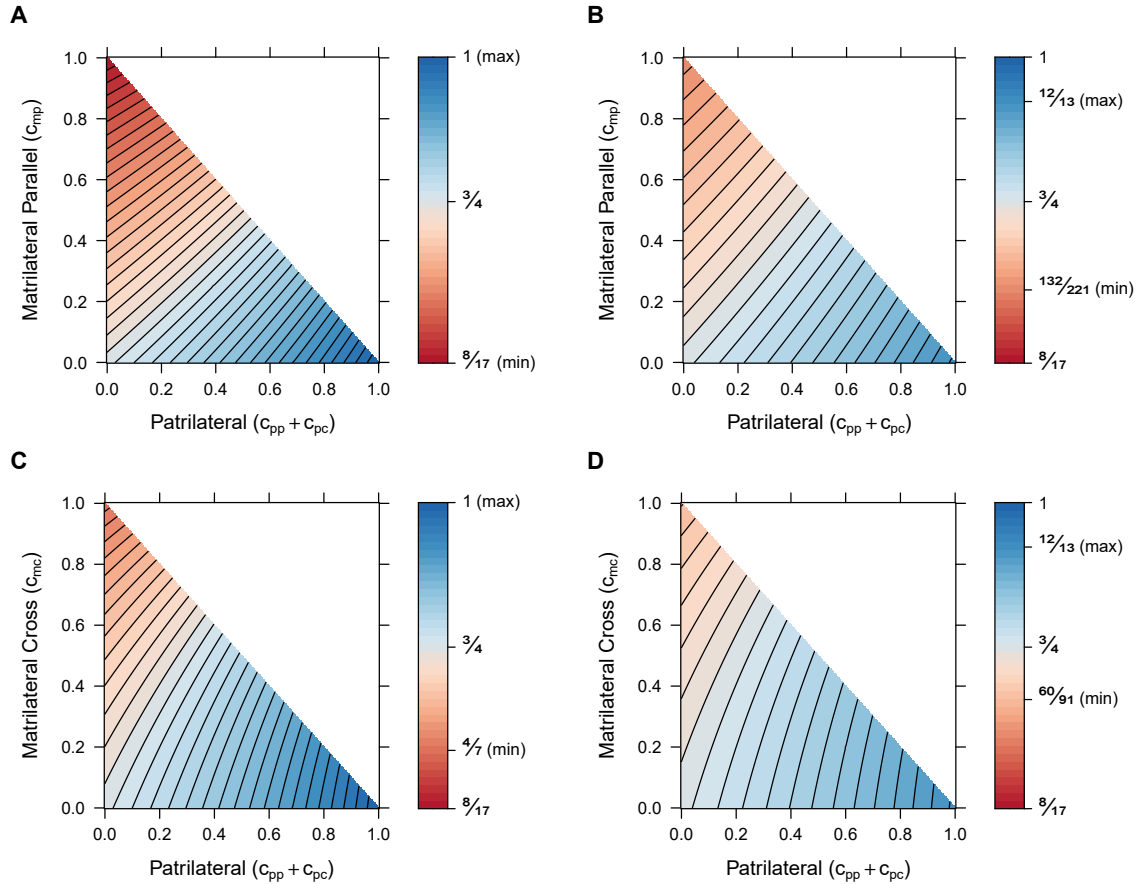 A
B
1.0
0.8
0.6
0.4
0.2
0.0
0.0 0.2 0.4 0.6 0.8 1.0
Matrilateral Parallel (cmp)
Patrilateral (cpp + cpc)
1 (max)
3/4
8/17 (min)
1.0
0.8
0.6
0.4
0.2
0.0
0.0 0.2 0.4 0.6 0.8 1.0
Matrilateral Parallel (cmp)
Patrilateral (cpp + cpc)
1
12/13 (max)
3/4
132/221 (min)
8/17
C
D
1.0
0.8
0.6
0.4
0.2
0.0
0.0 0.2 0.4 0.6 0.8 1.0
Matrilateral Cross (cmc)
Patrilateral (cpp + cpc)
1 (max)
3/4
4/7 (min)
8/17
1.0
0.8
0.6
0.4
0.2
0.0
0.0 0.2 0.4 0.6 0.8 1.0
Matrilateral Cross (cmc)
Patrilateral (cpp + cpc)
1
12/13 (max)
3/4
60/91 (min)
8/17